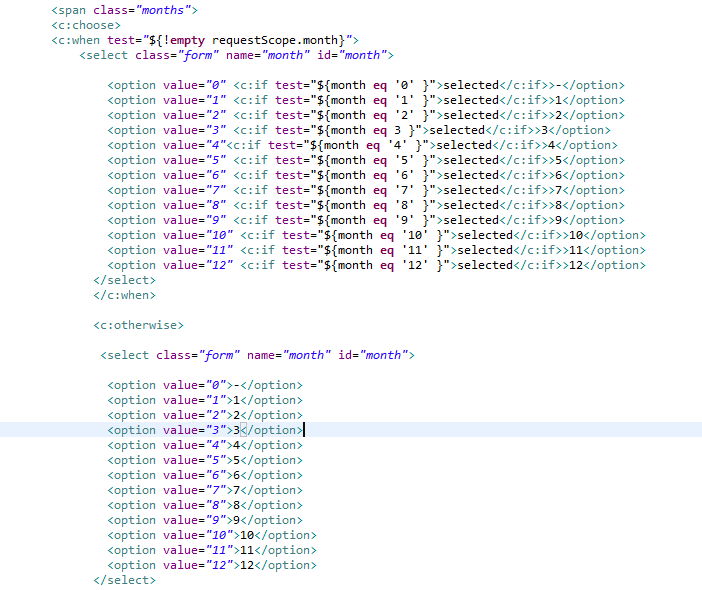 <span class="months">
<c:choose>
<c:when test="${!empty requestScope.month}">
<select class="form" name="month" id="month">
<option value="0" <c:if test="${month eq '0' }">selected</c:if>>-</option>
<option value="1" <c:if test="${month eq '1' }">selected</c:if>>1</option>
<option value="2" <c:if test="${month eq '2' }">selected</c:if>>2</option>
<option value="3" <c:if test="${month eq 3 }">selected</c:if>>3</option>
<option value="4"<c:if test="${month eq '4' }">selected</c:if>>4</option>
<option value="5" <c:if test="${month eq '5' }">selected</c:if>>5</option>
<option value="6" <c:if test="${month eq '6' }">selected</c:if>>6</option>
<option value="7" <c:if test="${month eq '7' }">selected</c:if>>7</option>
<option value="8" <c:if test="${month eq '8' }">selected</c:if>>8</option>
<option value="9" <c:if test="${month eq '9' }">selected</c:if>>9</option>
<option value="10" <c:if test="${month eq '10' }">selected</c:if>>10</option>
<option value="11" <c:if test="${month eq '11' }">selected</c:if>>11</option>
<option value="12" <c:if test="${month eq '12' }">selected</c:if>>12</option>
</select>
</c:when>
<c:otherwise>
<select class="form" name="month" id="month">
<option value="0">-</option>
<option value="1">1</option>
<option value="2">2</option>
<option value="3">3</option>
<option value="4">4</option>
<option value="5">5</option>
<option value="6">6</option>
<option value="7">7</option>
<option value="8">8</option>
<option value="9">9</option>
<option value="10">10</option>
<option value="11">11</option>
<option value="12">12</option>
</select>